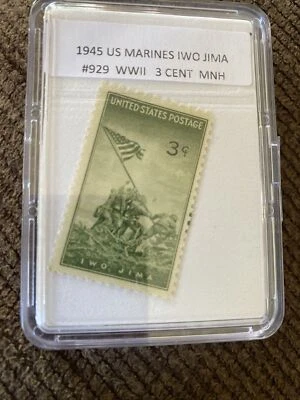 1945 US MARINES IWO JIMA
#929 WWII 3 CENT MNH
UNITED STATES POSTAGE
3¢
IWO JIMA